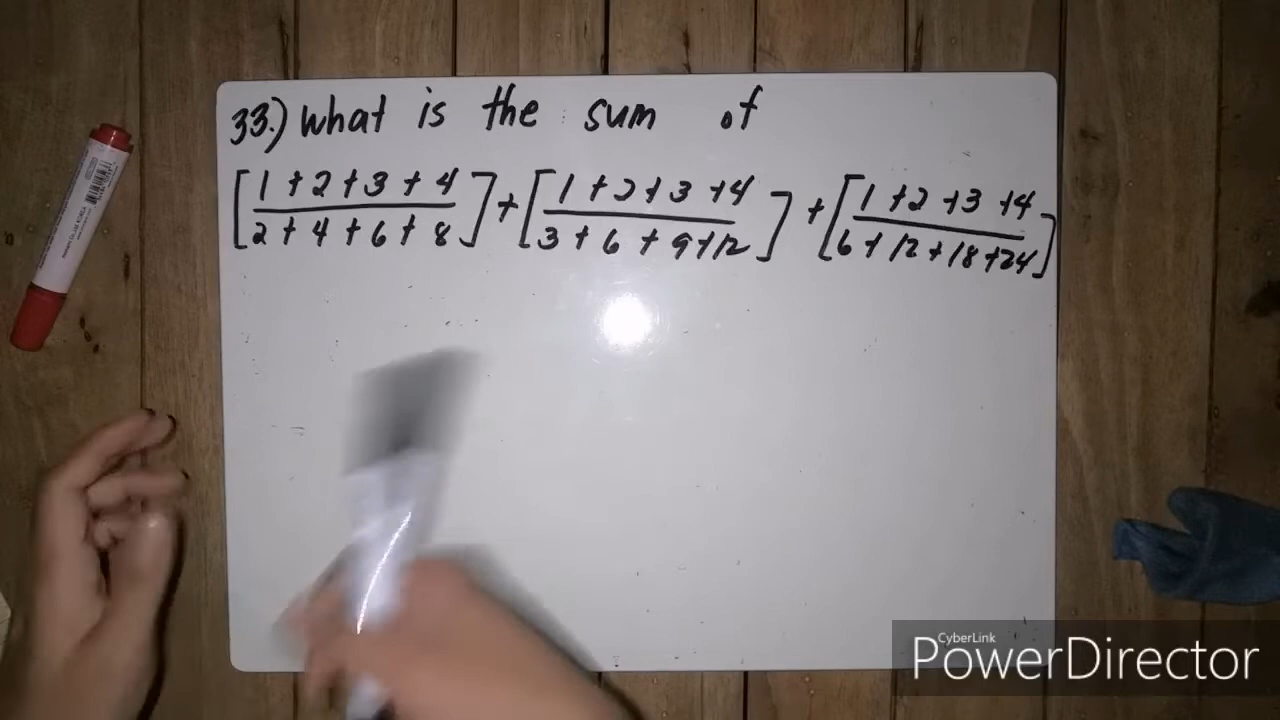 33.) What is the sum of
[1 + 2 + 3 + 4 / 2 + 4 + 6 + 8] + [1 + 2 + 3 + 4 / 3 + 6 + 9 + 12] + [1 + 2 + 3 + 4 / 6 + 12 + 18 + 24]
CyberLink
PowerDirector